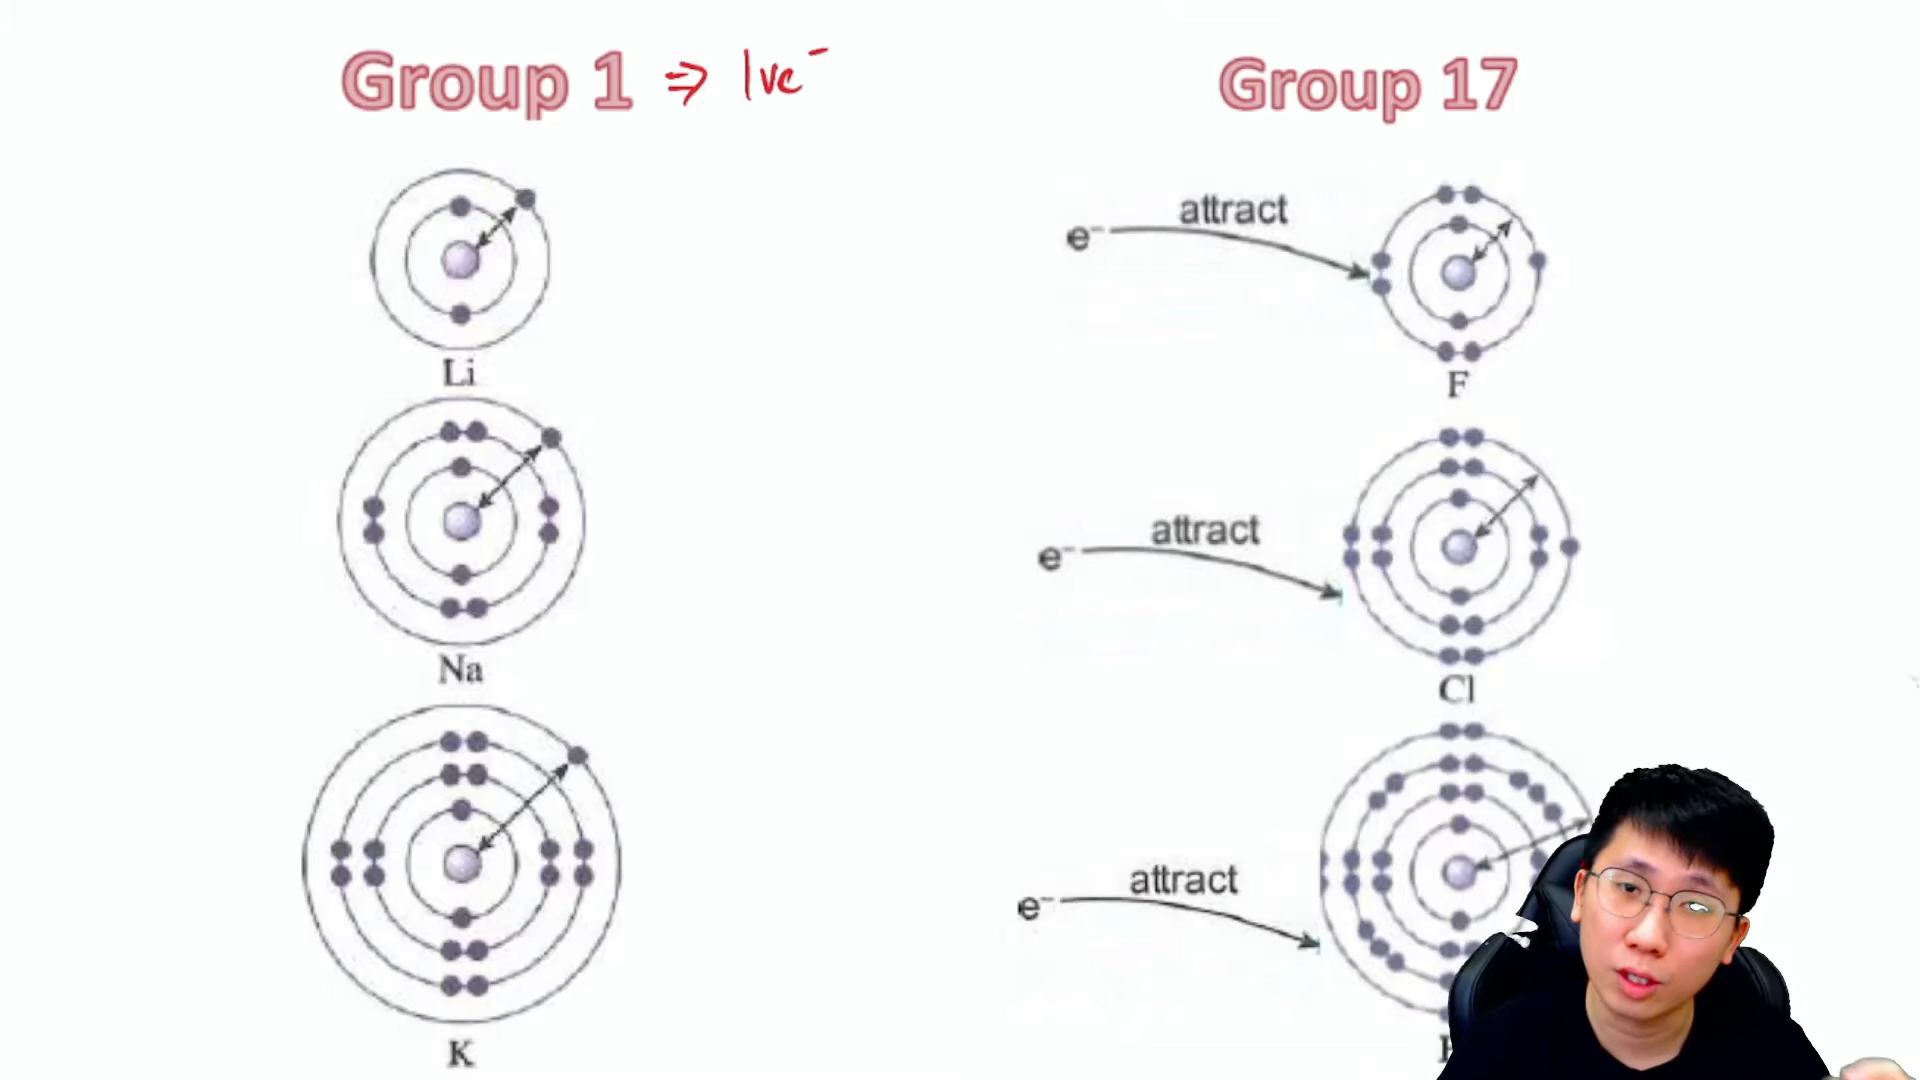 Group 1 ⇒ 1ve⁻
Li
Na
K
Group 17
e⁻ attract
F
e⁻ attract
Cl
e⁻ attract